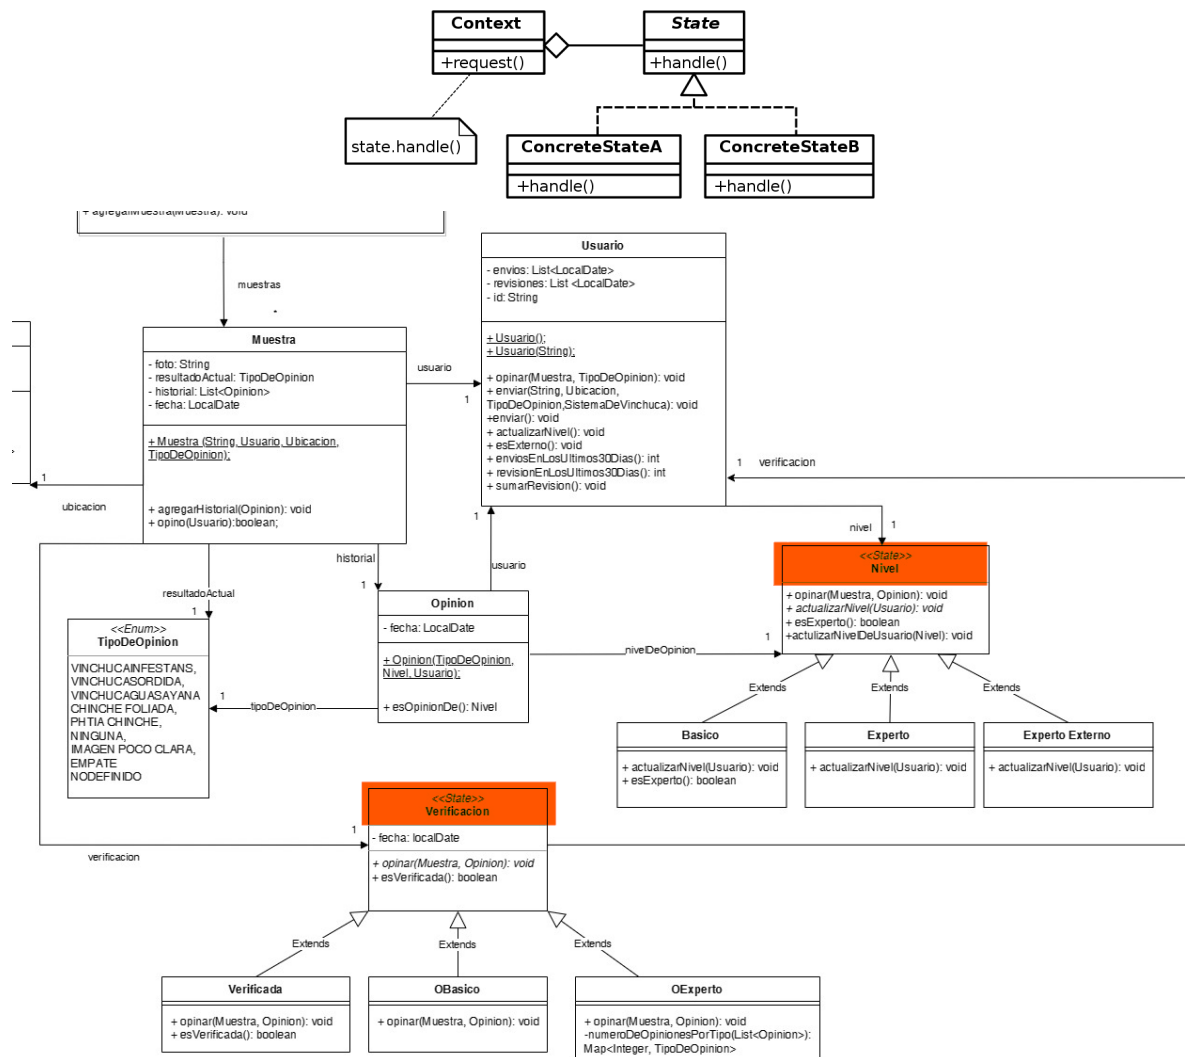 Context
+request()
State
+handle()
state.handle()
ConcreteStateA
+handle()
ConcreteStateB
+handle()
+ agregarMuestra(Muestra): void
muestras
Usuario
- envios: List<LocalDate>
- revisiones: List <LocalDate>
- id: String
+ Usuario();
+ Usuario(String);
+ opinar(Muestra, TipoDeOpinion): void
+ enviar(String, Ubicacion,
TipoDeOpinion,SistemaDeVinchuca): void
+enviar(): void
+ actualizarNivel(): void
+ esExterno(): void
+ enviosEnLosUltimos30Dias(): int
+ revisionEnLosUltimos30Dias(): int
+ sumarRevision(): void
Muestra
- foto: String
- resultadoActual: TipoDeOpinion
- historial: List<Opinion>
- fecha: LocalDate
+ Muestra (String, Usuario, Ubicacion,
TipoDeOpinion);
+ agregarHistorial(Opinion): void
+ opino(Usuario):boolean;
usuario
1
1
ubicacion
1 verificacion
nivel 1
historial
1
1
usuario
resultadoActual
1
<<State>>
Nivel
+ opinar(Muestra, Opinion): void
+ actualizarNivel(Usuario): void
+ esExperto(): boolean
+actulizarNivelDeUsuario(Nivel): void
Opinion
- fecha: LocalDate
+ Opinion(TipoDeOpinion,
Nivel, Usuario);
+ esOpinionDe(): Nivel
1
nivelDeOpinion
1
tipoDeOpinion
<<Enum>>
TipoDeOpinion
VINCHUCAINFESTANS,
VINCHUCASORDIDA,
VINCHUCAGUASAYANA
CHINCHE FOLIADA,
PHTIA CHINCHE,
NINGUNA,
IMAGEN POCO CLARA,
EMPATE
NODEFINIDO
Extends
Extends
Extends
Basico
+ actualizarNivel(Usuario): void
+ esExperto(): boolean
Experto
+ actualizarNivel(Usuario): void
Experto Externo
+ actualizarNivel(Usuario): void
<<State>>
Verificacion
- fecha: localDate
+ opinar(Muestra, Opinion): void
+ esVerificada(): boolean
1
verificacion
Extends
Extends
Extends
Verificada
+ opinar(Muestra, Opinion): void
+ esVerificada(): boolean
OBasico
+ opinar(Muestra, Opinion): void
OExperto
+ opinar(Muestra, Opinion): void
-numeroDeOpinionesPorTipo(List<Opinion>):
Map<Integer, TipoDeOpinion>